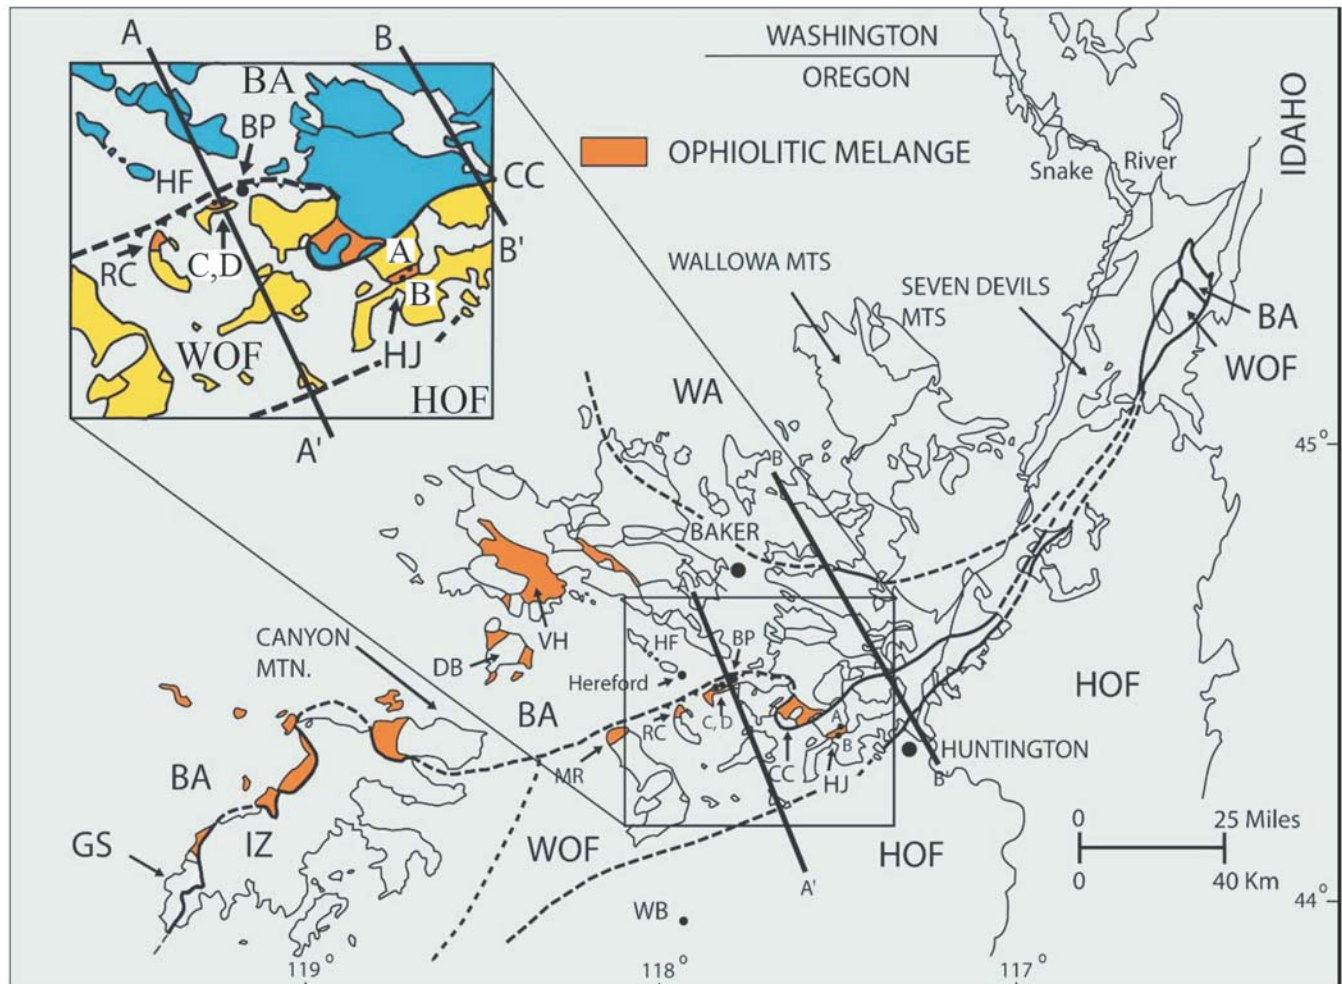 A
B
WASHINGTON
OREGON
IDAHO
BA
BP
HF
CC
OPHIOLITIC MELANGE
Snake
River
RC
C,D
A
B'
B
WOF
HJ
HOF
A'
WALLOWA MTS
SEVEN DEVILS
MTS
BA
WOF
WA
45°
B
BAKER
A
CANYON
MTN.
VH
DB
HF
BP
Hereford
BA
HOF
RC
C, D
A
B
HUNTINGTON
BA
MR
CC
HJ
B'
0
25 Miles
GS
IZ
WOF
HOF
0
40 Km
A'
WB
44°
119°
118°
117°